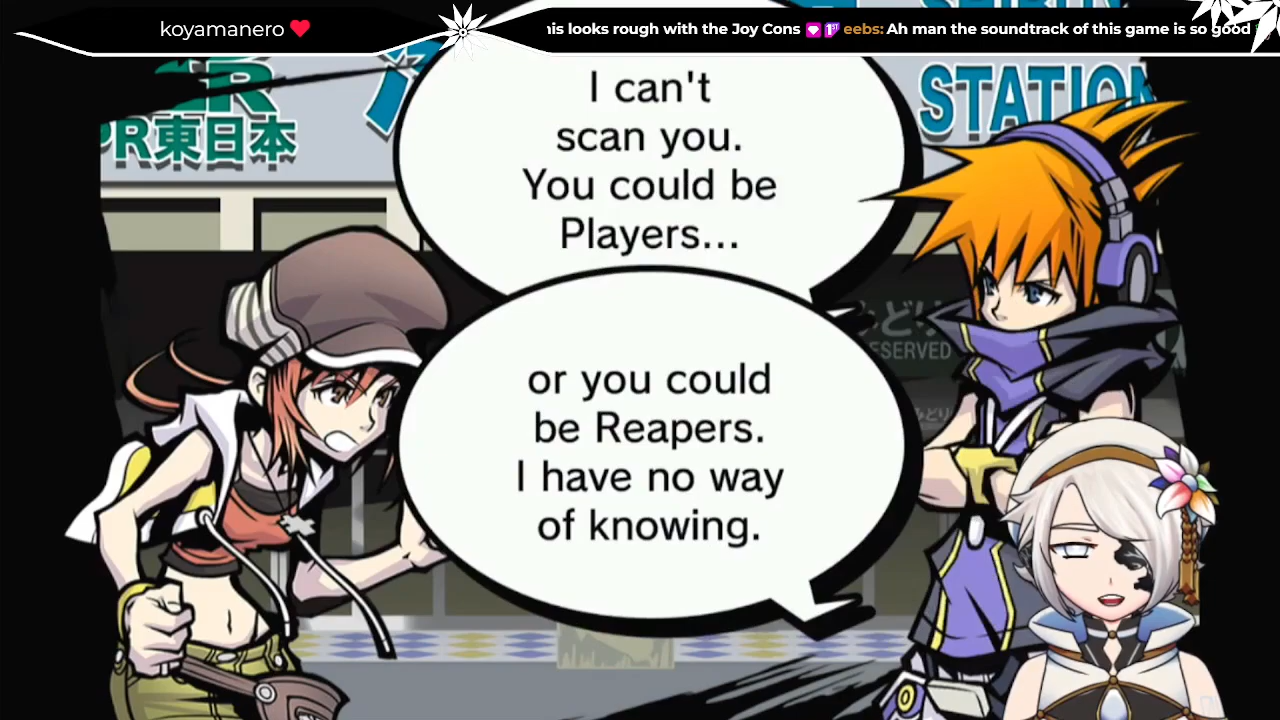 koyamanero ❤
his looks rough with the Joy Cons 1ST eebs: Ah man the soundtrack of this game is so good
STATION
PR東日本
I can't
scan you.
You could be
Players...
or you could
be Reapers.
I have no way
of knowing.